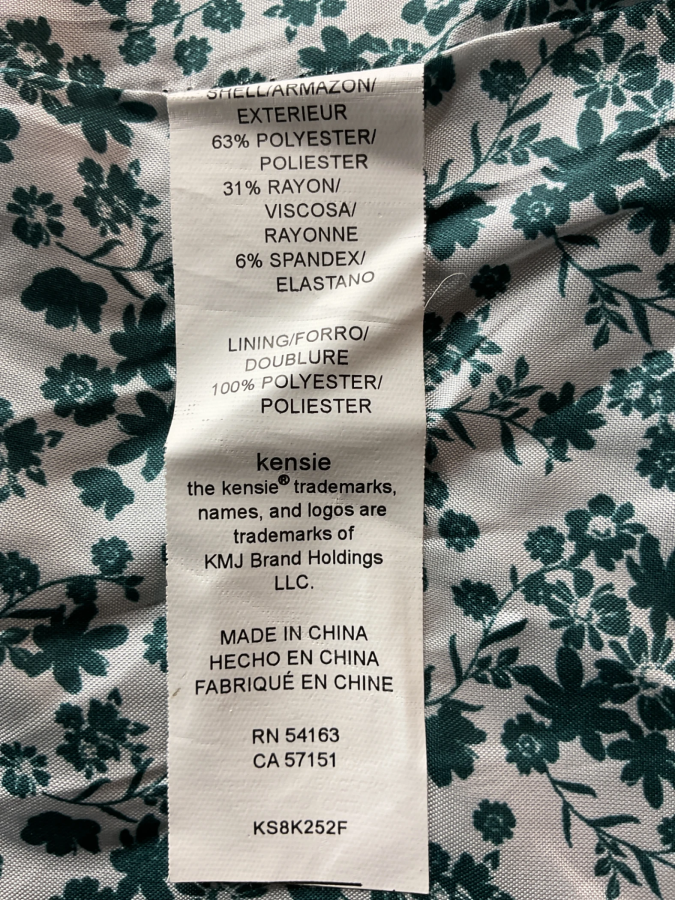 SHELL/ARMAZON/
EXTERIEUR
63% POLYESTER/
POLIESTER
31% RAYON/
VISCOSA/
RAYONNE
6% SPANDEX/
ELASTANO
LINING/FORRO/
DOUBLURE
100% POLYESTER/
POLIESTER
kensie
the kensie® trademarks,
names, and logos are
trademarks of
KMJ Brand Holdings
LLC.
MADE IN CHINA
HECHO EN CHINA
FABRIQUÉ EN CHINE
RN 54163
CA 57151
KS8K252F